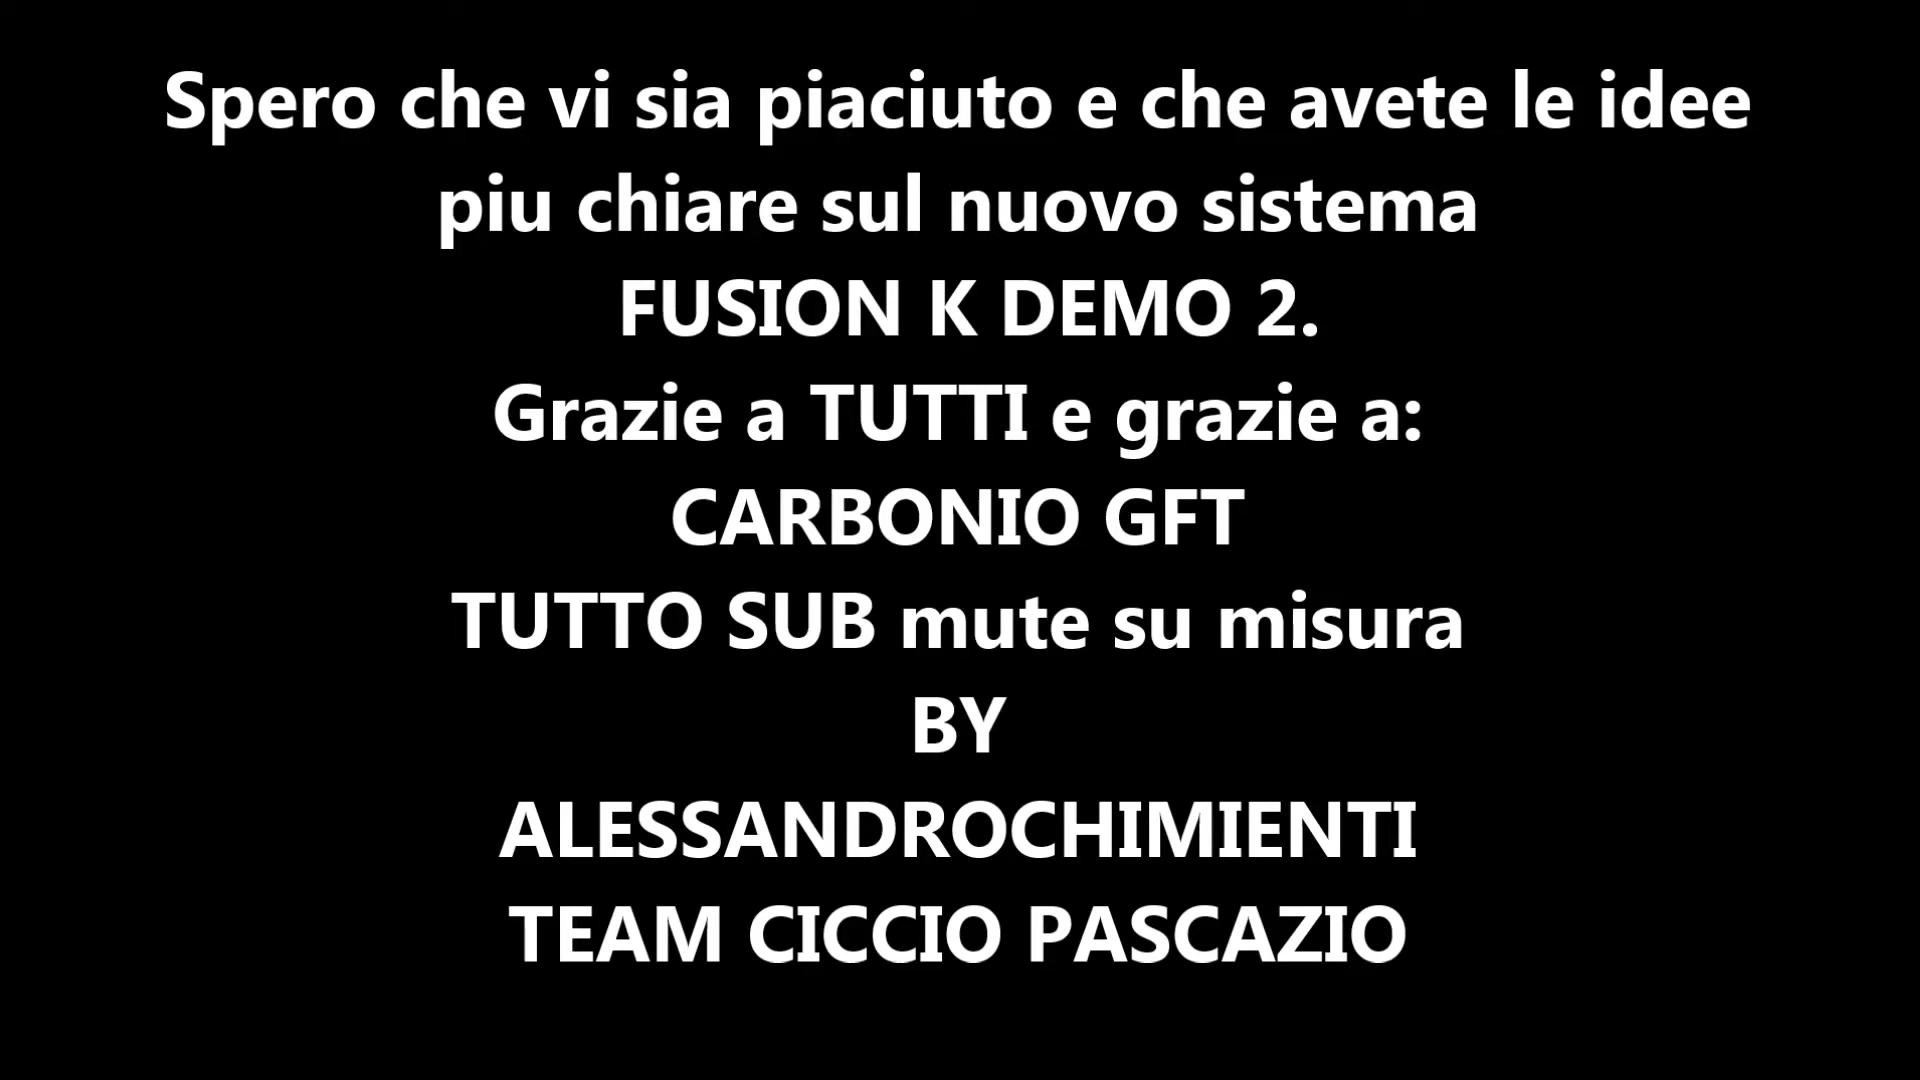 Spero che vi sia piaciuto e che avete le idee
piu chiare sul nuovo sistema
FUSION K DEMO 2.
Grazie a TUTTI e grazie a:
CARBONIO GFT
TUTTO SUB mute su misura
BY
ALESSANDROCHIMIENTI
TEAM CICCIO PASCAZIO